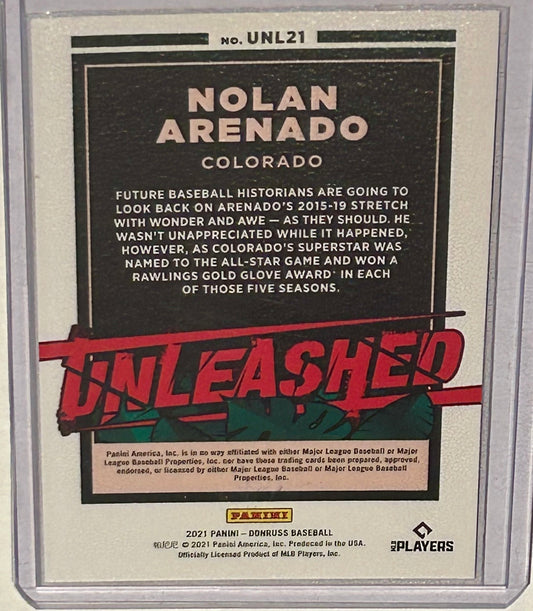 NO. UNL21
NOLAN
ARENADO
COLORADO
FUTURE BASEBALL HISTORIANS ARE GOING TO
LOOK BACK ON ARENADO'S 2015-19 STRETCH
WITH WONDER AND AWE — AS THEY SHOULD. HE
WASN'T UNAPPRECIATED WHILE IT HAPPENED,
HOWEVER, AS COLORADO'S SUPERSTAR WAS
NAMED TO THE ALL-STAR GAME AND WON A
RAWLINGS GOLD GLOVE AWARD® IN EACH
OF THOSE FIVE SEASONS.
UNLEASHED
Panini America, Inc. is in no way affiliated with either Major League Baseball or Major
League Baseball Properties, Inc. nor have these trading cards been prepared, approved,
endorsed, or licensed by either Major League Baseball or Major League Baseball
Properties, Inc.
PANINI
2021 PANINI – DONRUSS BASEBALL
帕尼尼 © 2021 Panini America, Inc. Produced in the USA.
Officially Licensed Product of MLB Players, Inc.
MLB PLAYERS